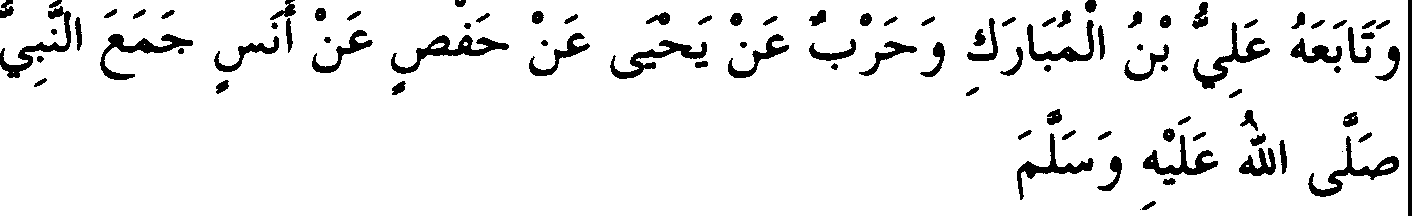 وَتَابَعَهُ عَلِيُّ بْنُ الْمُبَارَكِ وَحَرْبٌ عَنْ يَحْيَى عَنْ حَفْصٍ عَنْ أَنَسٍ جَمَعَ النَّبِيُّ
صَلَّى اللهُ عَلَيْهِ وَسَلَّمَ